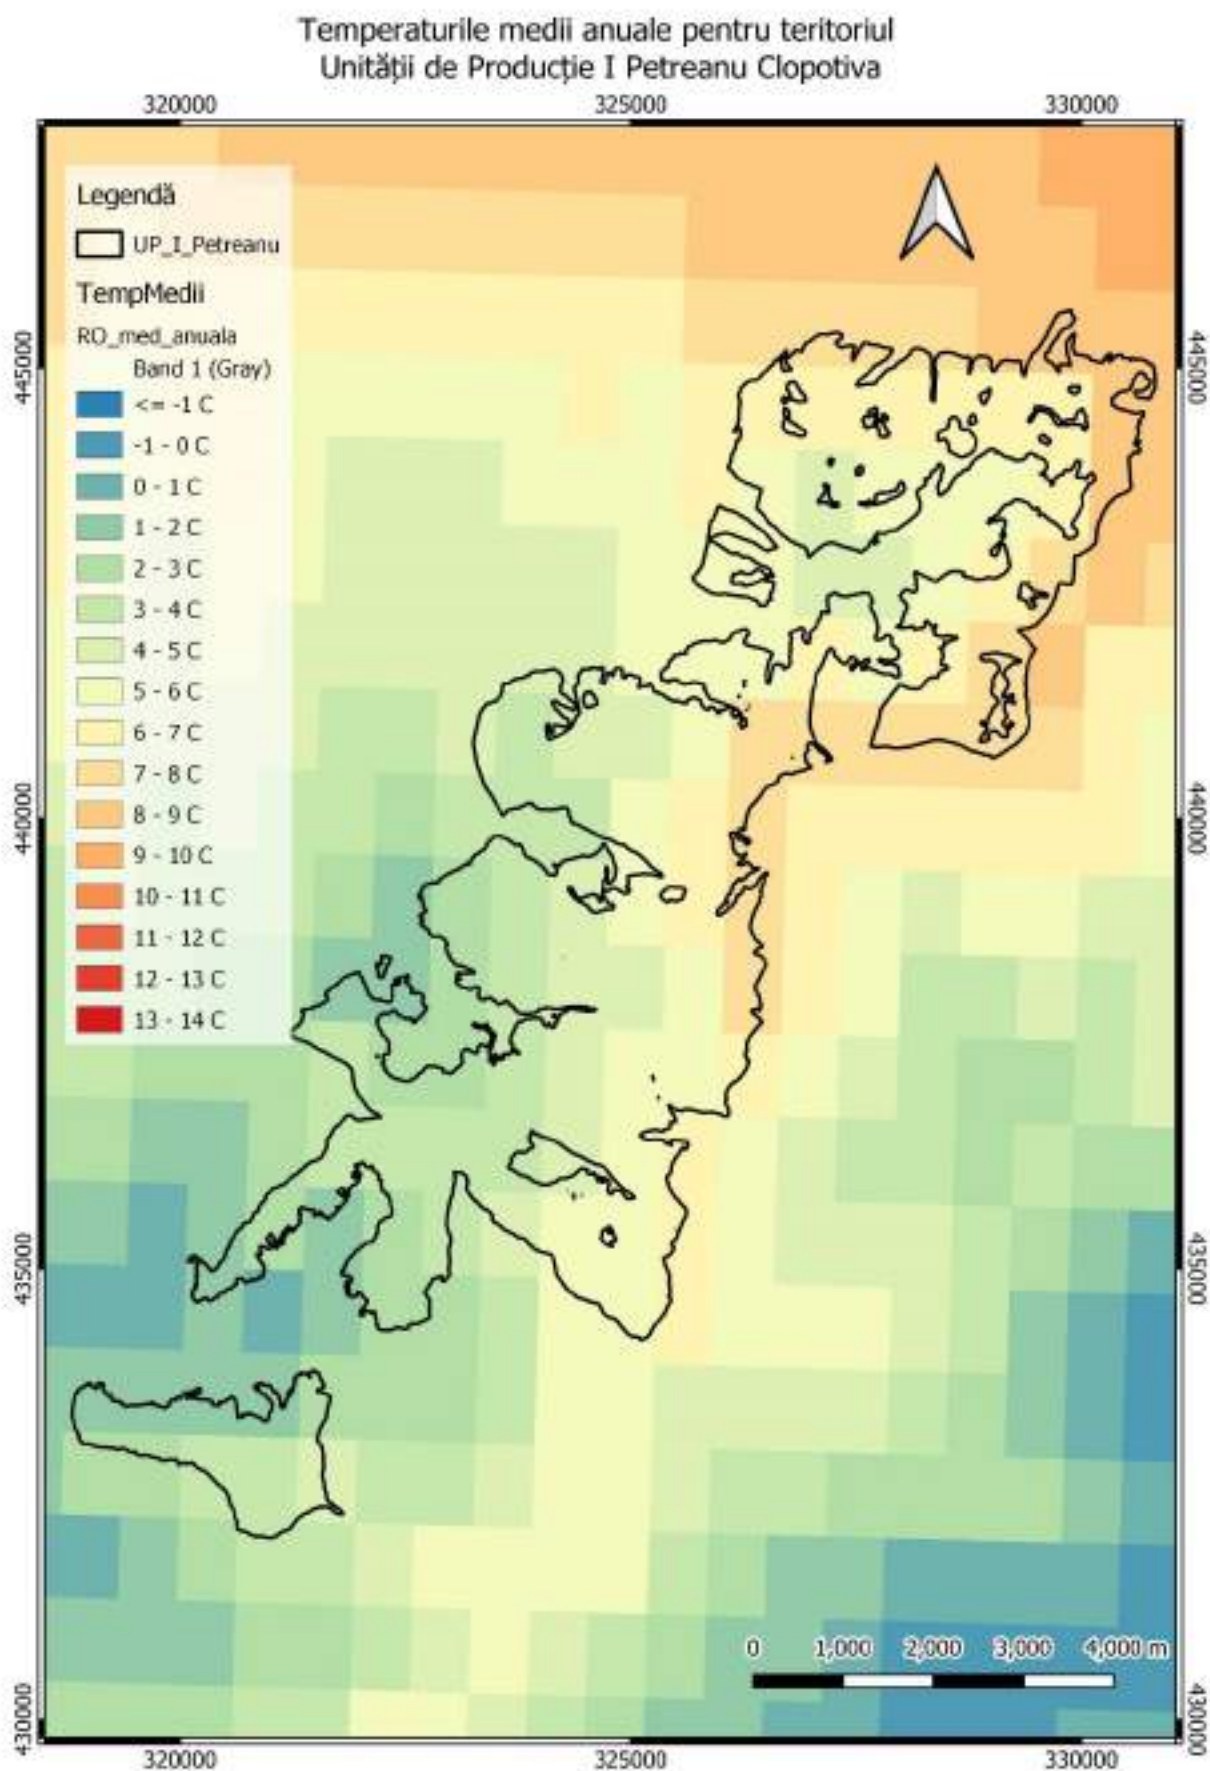 Temperaturile medii anuale pentru teritoriul
Unității de Producție I Petreanu Clopotiva
320000 325000 330000
Legendă
UP_I_Petreanu
TempMedii
RO_med_anuala
Band 1 (Gray)
<= -1 C
-1 - 0 C
0 - 1 C
1 - 2 C
2 - 3 C
3 - 4 C
4 - 5 C
5 - 6 C
6 - 7 C
7 - 8 C
8 - 9 C
9 - 10 C
10 - 11 C
11 - 12 C
12 - 13 C
13 - 14 C
445000
440000
435000
430000
445000
440000
435000
430000
0 1,000 2,000 3,000 4,000 m
320000 325000 330000